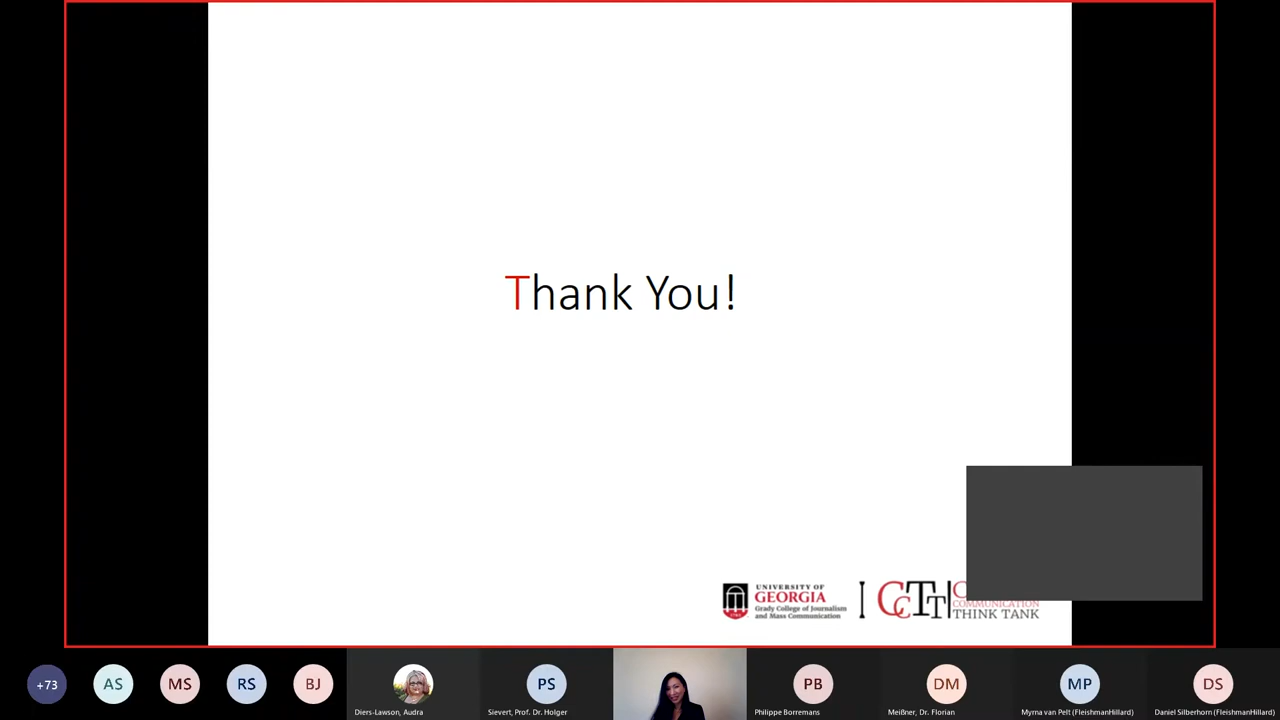 Thank You!
UNIVERSITY OF
GEORGIA
Grady College of Journalism
and Mass Communication
CCTT
COMMUNICATION
THINK TANK
+73
AS
MS
RS
BJ
Diers-Lawson, Audra
PS
Sievert, Prof. Dr. Holger
PB
Philippe Borremans
DM
Meißner, Dr. Florian
MP
Myrna van Pelt (FleishmanHillard)
DS
Daniel Silberhorn (FleishmanHillard)